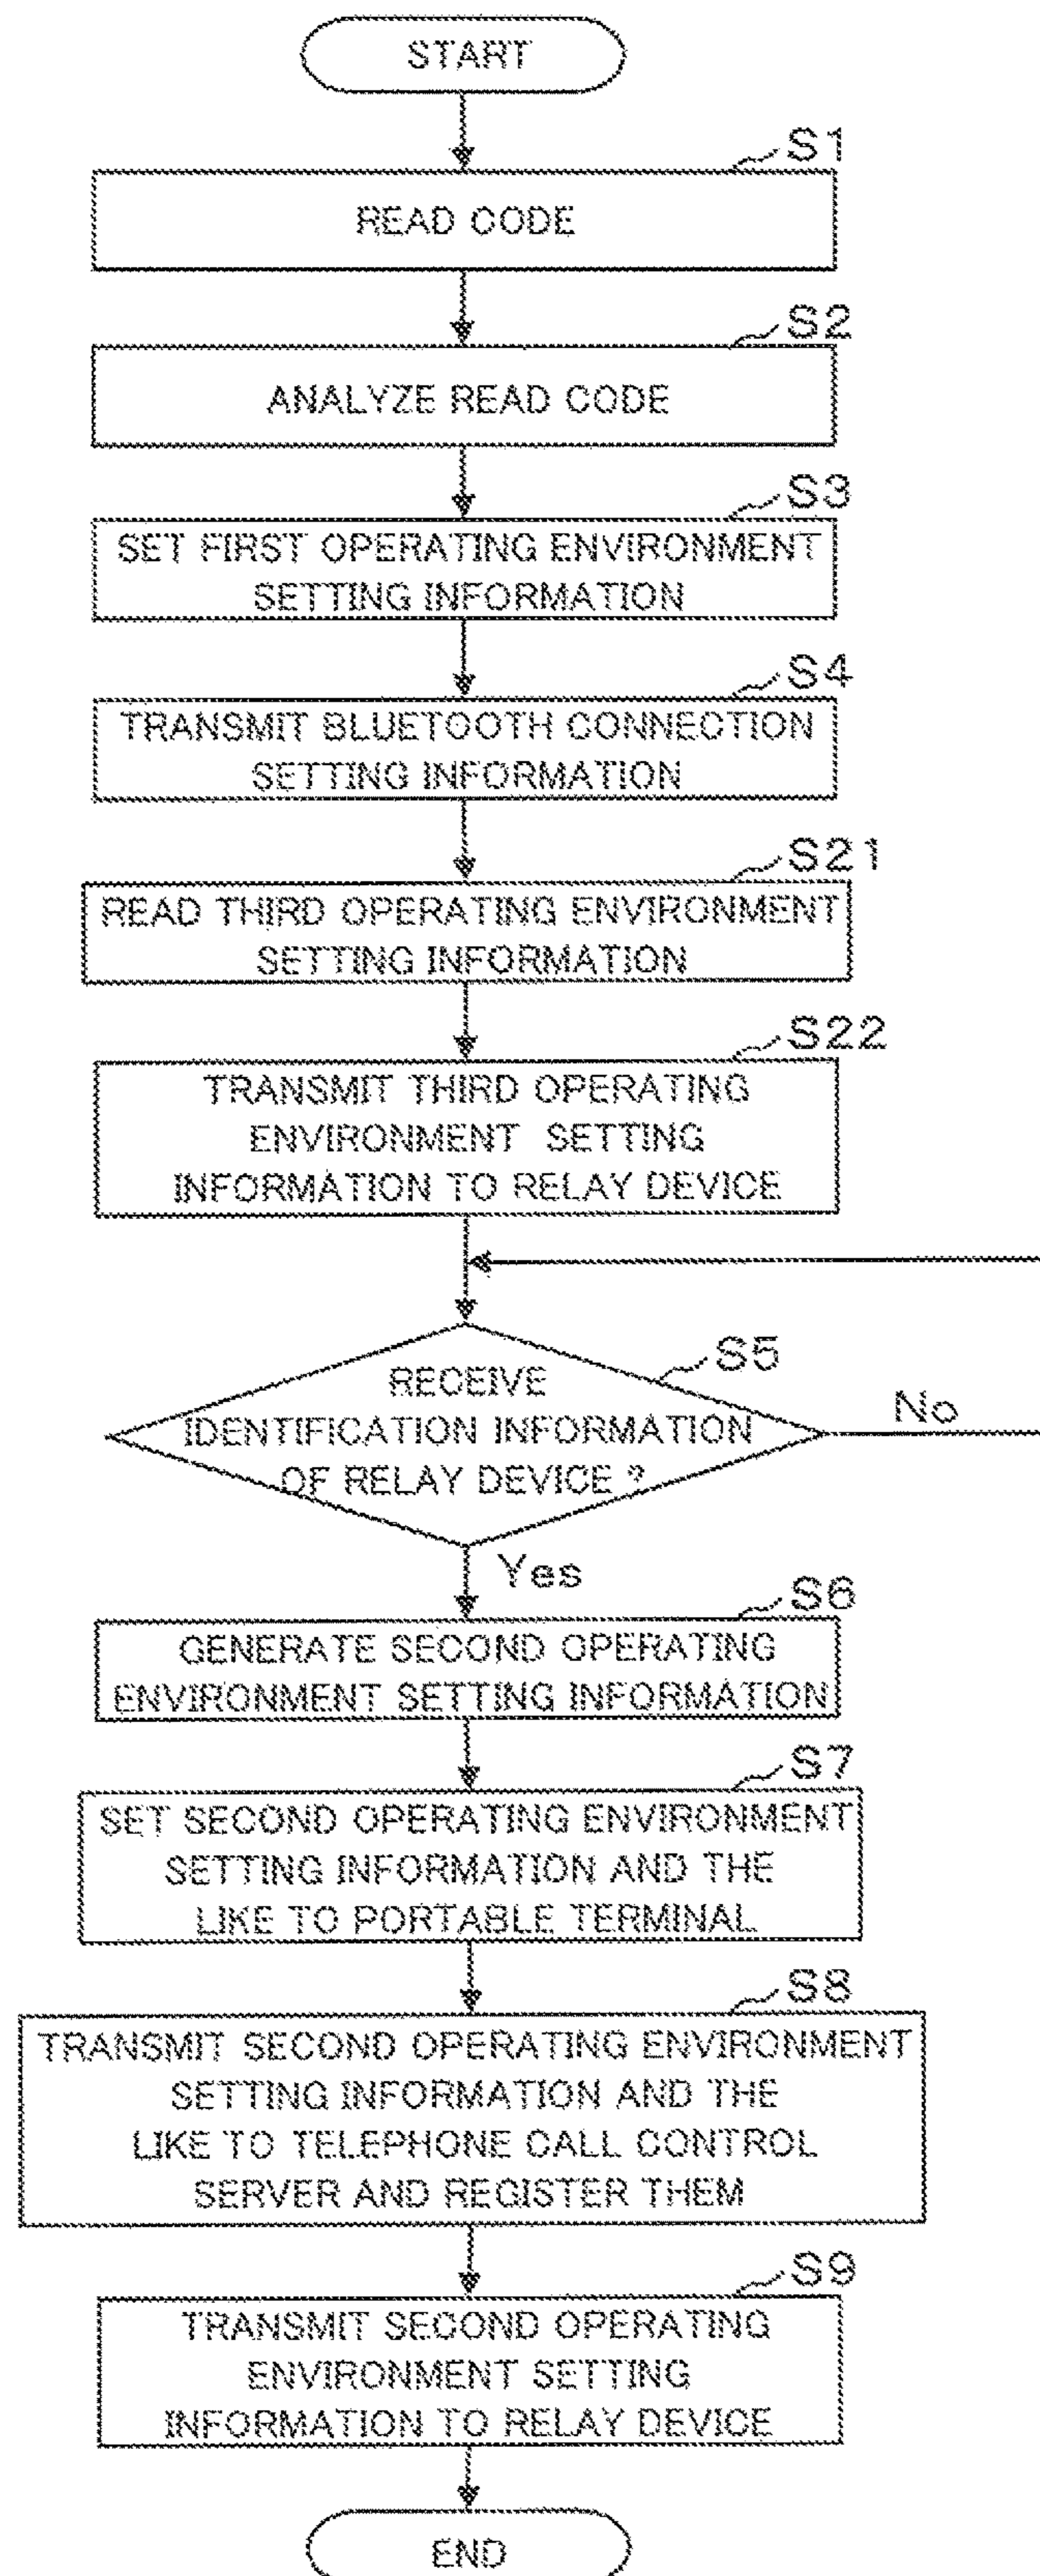 START
S1
READ CODE
S2
ANALYZE READ CODE
S3
SET FIRST OPERATING ENVIRONMENT
SETTING INFORMATION
S4
TRANSMIT BLUETOOTH CONNECTION
SETTING INFORMATION
S21
READ THIRD OPERATING ENVIRONMENT
SETTING INFORMATION
S22
TRANSMIT THIRD OPERATING
ENVIRONMENT SETTING
INFORMATION TO RELAY DEVICE
S5
RECEIVE
IDENTIFICATION INFORMATION
OF RELAY DEVICE ?
No
Yes
S6
GENERATE SECOND OPERATING
ENVIRONMENT SETTING INFORMATION
S7
SET SECOND OPERATING ENVIRONMENT
SETTING INFORMATION AND THE
LIKE TO PORTABLE TERMINAL
S8
TRANSMIT SECOND OPERATING ENVIRONMENT
SETTING INFORMATION AND THE
LIKE TO TELEPHONE CALL CONTROL
SERVER AND REGISTER THEM
S9
TRANSMIT SECOND OPERATING
ENVIRONMENT SETTING
INFORMATION TO RELAY DEVICE
END